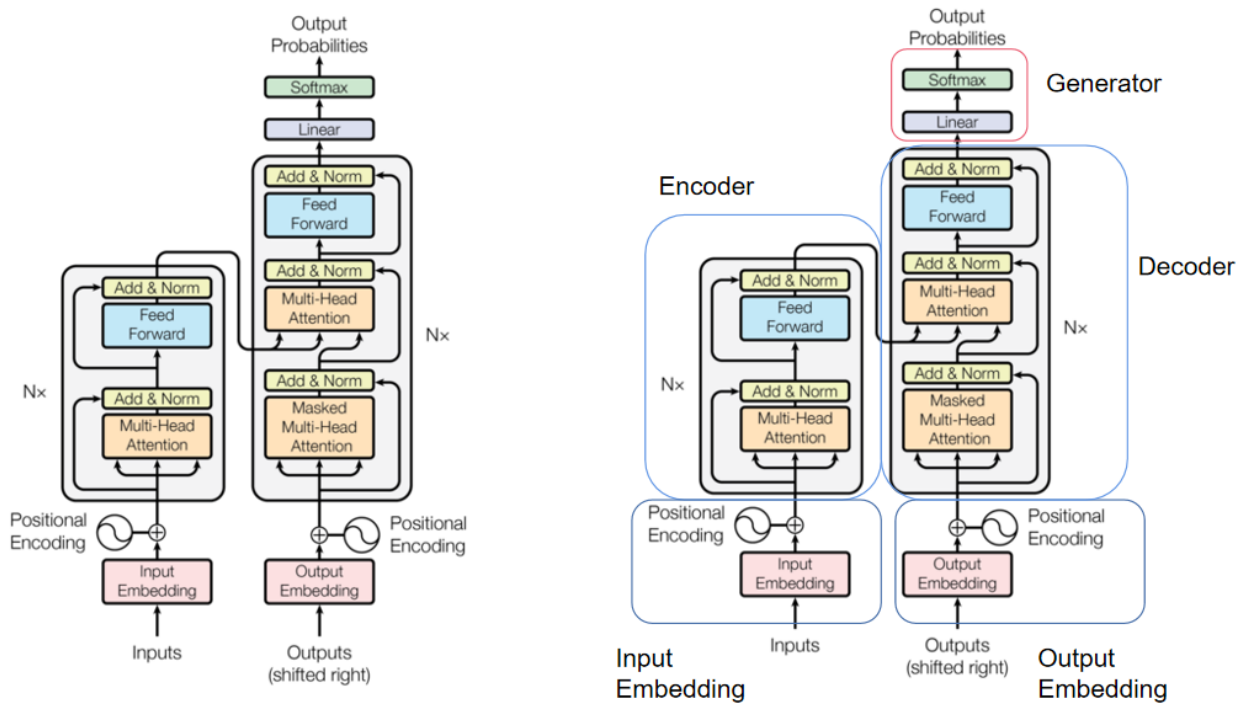 Output
Probabilities
Softmax
Linear
Add & Norm
Feed
Forward
Add & Norm
Multi-Head
Attention
Add & Norm
Feed
Forward
Nx
Nx
Add & Norm
Multi-Head
Attention
Add & Norm
Masked
Multi-Head
Attention
Positional
Encoding
Positional
Encoding
Input
Embedding
Output
Embedding
Inputs
Outputs
(shifted right)
Output
Probabilities
Softmax
Linear
Generator
Encoder
Add & Norm
Feed
Forward
Decoder
Add & Norm
Multi-Head
Attention
Add & Norm
Feed
Forward
Nx
Nx
Add & Norm
Multi-Head
Attention
Add & Norm
Masked
Multi-Head
Attention
Positional
Encoding
Positional
Encoding
Input
Embedding
Output
Embedding
Inputs
Outputs
(shifted right)
Input
Embedding
Output
Embedding